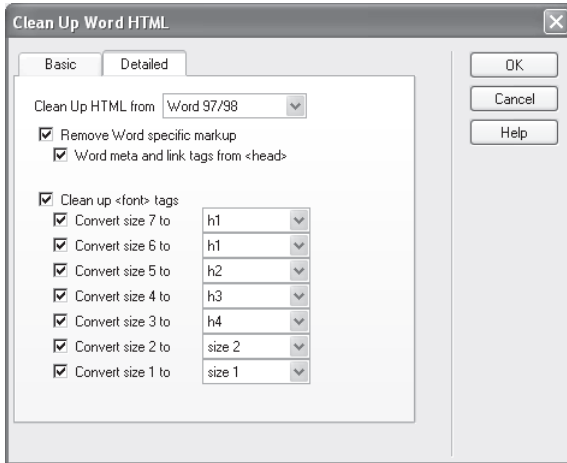 Clean Up Word HTML
Basic Detailed
OK
Cancel
Help
Clean Up HTML from Word 97/98
Remove Word specific markup
Word meta and link tags from <head>
Clean up <font> tags
Convert size 7 to h1
Convert size 6 to h1
Convert size 5 to h2
Convert size 4 to h3
Convert size 3 to h4
Convert size 2 to size 2
Convert size 1 to size 1